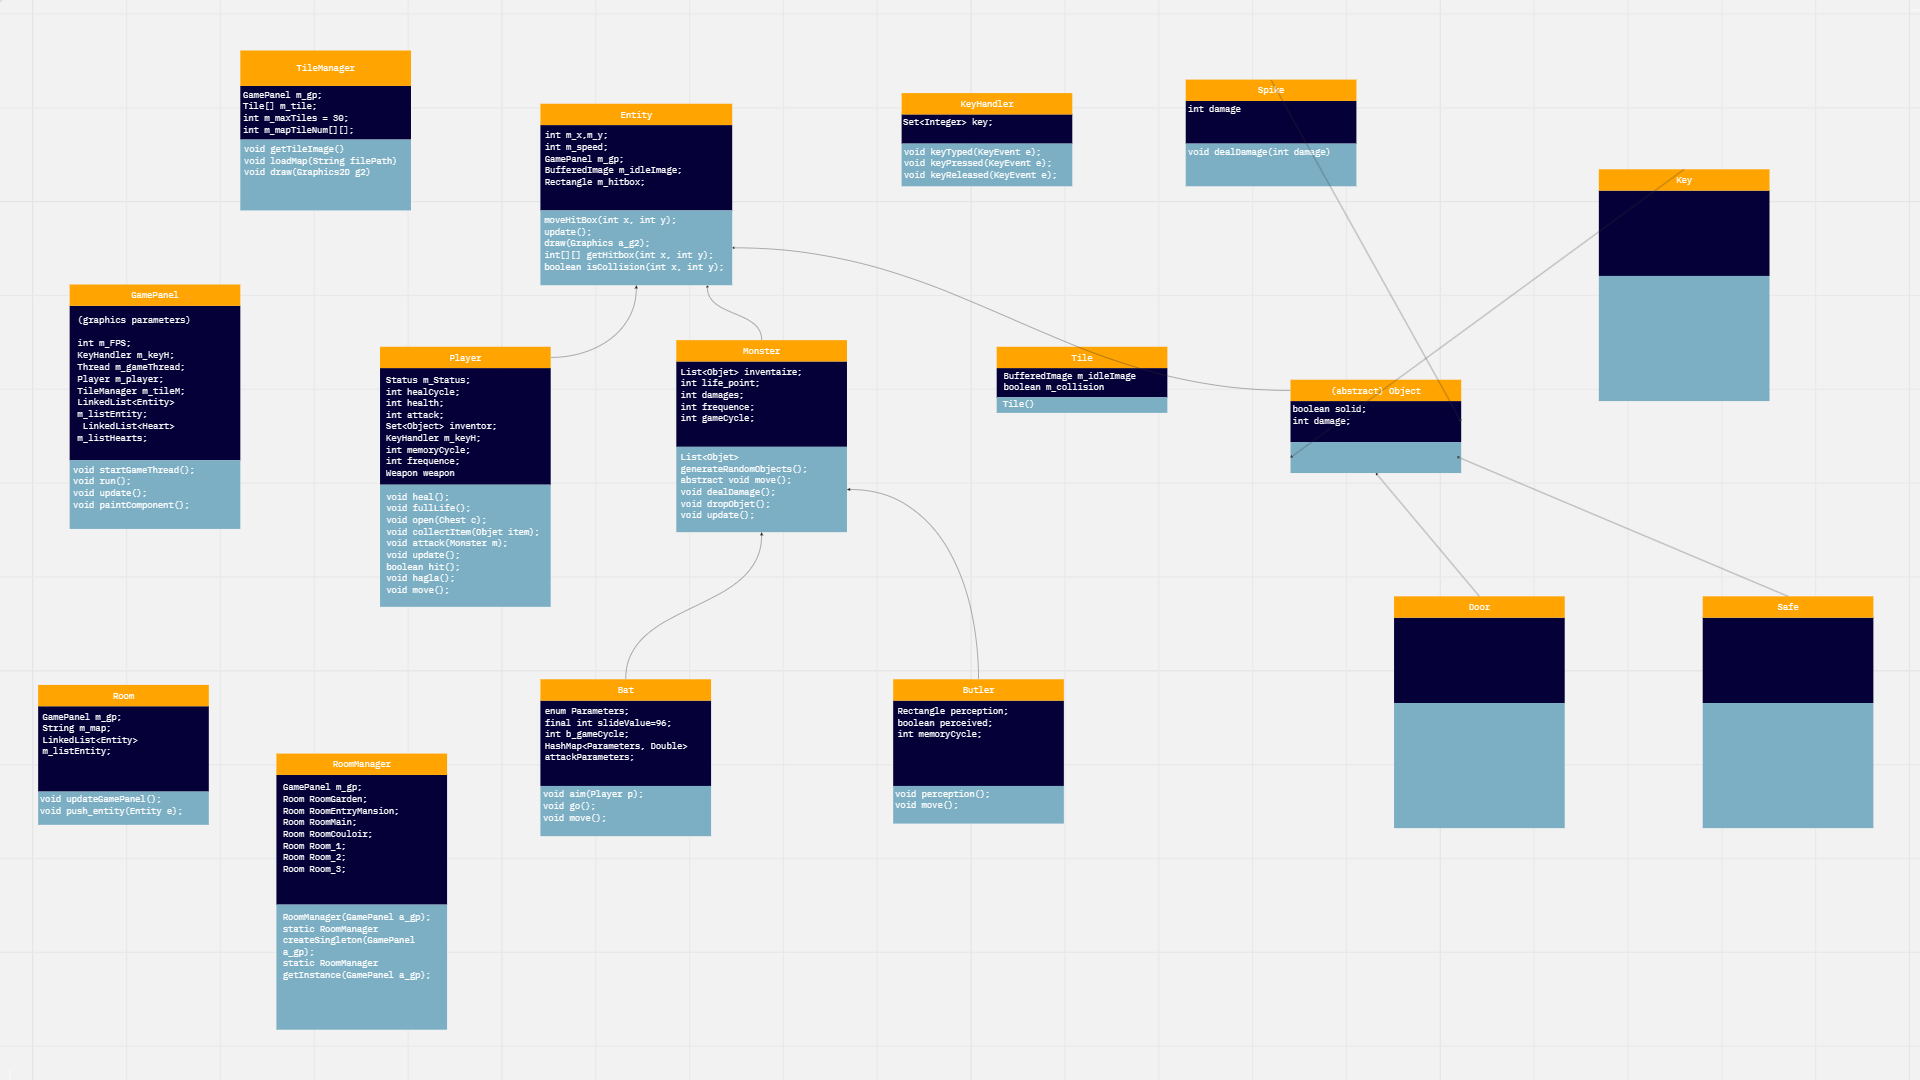 TileManager
GamePanel m_gp;
Tile[] m_tile;
int m_maxTiles = 30;
int m_mapTileNum[][];
void getTileImage()
void loadMap(String filePath)
void draw(Graphics2D g2)
Entity
int m_x,m_y;
int m_speed;
GamePanel m_gp;
BufferedImage m_idleImage;
Rectangle m_hitbox;
moveHitBox(int x, int y);
update();
draw(Graphics a_g2);
int[][] getHitbox(int x, int y);
boolean isCollision(int x, int y);
KeyHandler
Set<Integer> key;
void keyTyped(KeyEvent e);
void keyPressed(KeyEvent e);
void keyReleased(KeyEvent e);
Spike
int damage
void dealDamage(int damage)
Key
GamePanel
(graphics parameters)
int m_FPS;
KeyHandler m_keyH;
Thread m_gameThread;
Player m_player;
TileManager m_tileM;
LinkedList<Entity>
m_listEntity;
LinkedList<Heart>
m_listHearts;
void startGameThread();
void run();
void update();
void paintComponent();
Player
Status m_Status;
int healCycle;
int health;
int attack;
Set<Object> inventor;
KeyHandler m_keyH;
int memoryCycle;
int frequence;
Weapon weapon
void heal();
void fullLife();
void open(Chest c);
void collectItem(Objet item);
void attack(Monster m);
void update();
boolean hit();
void hagla();
void move();
Monster
List<Objet> inventaire;
int life_point;
int damages;
int frequence;
int gameCycle;
List<Objet>
generateRandomObjects();
abstract void move();
void dealDamage();
void dropObjet();
void update();
Tile
BufferedImage m_idleImage
boolean m_collision
Tile()
(abstract) Object
boolean solid;
int damage;
Door
Safe
Room
GamePanel m_gp;
String m_map;
LinkedList<Entity>
m_listEntity;
void updateGamePanel();
void push_entity(Entity e);
RoomManager
GamePanel m_gp;
Room RoomGarden;
Room RoomEntryMansion;
Room RoomMain;
Room RoomCouloir;
Room Room_1;
Room Room_2;
Room Room_3;
RoomManager(GamePanel a_gp);
static RoomManager
createSingleton(GamePanel
a_gp);
static RoomManager
getInstance(GamePanel a_gp);
Bat
enum Parameters;
final int slideValue=96;
int b_gameCycle;
HashMap<Parameters, Double>
attackParameters;
void aim(Player p);
void go();
void move();
Butler
Rectangle perception;
boolean perceived;
int memoryCycle;
void perception();
void move();